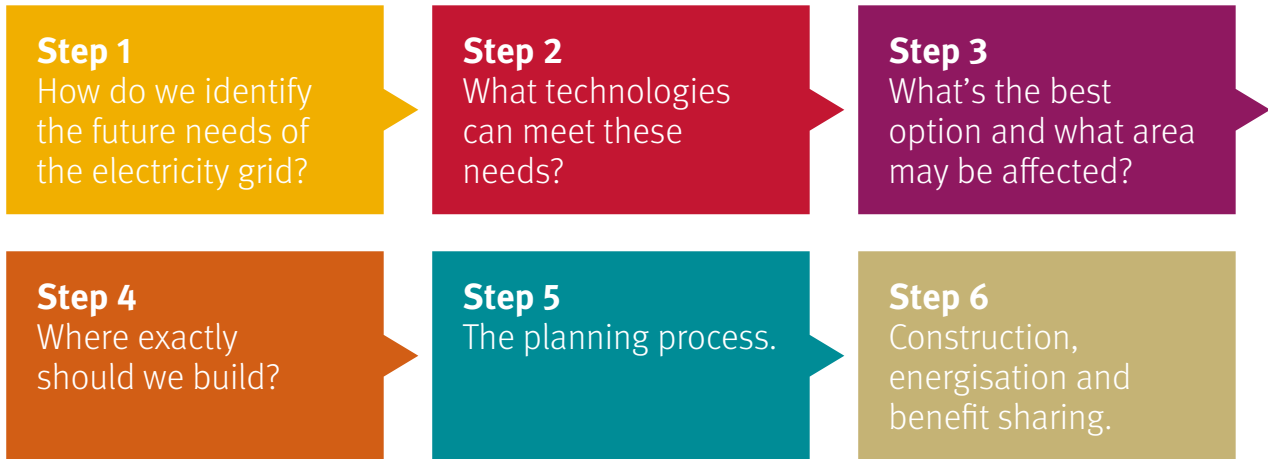 Step 1
How do we identify
the future needs of
the electricity grid?
Step 2
What technologies
can meet these
needs?
Step 3
What’s the best
option and what area
may be affected?
Step 4
Where exactly
should we build?
Step 5
The planning process.
Step 6
Construction,
energisation and
benefit sharing.